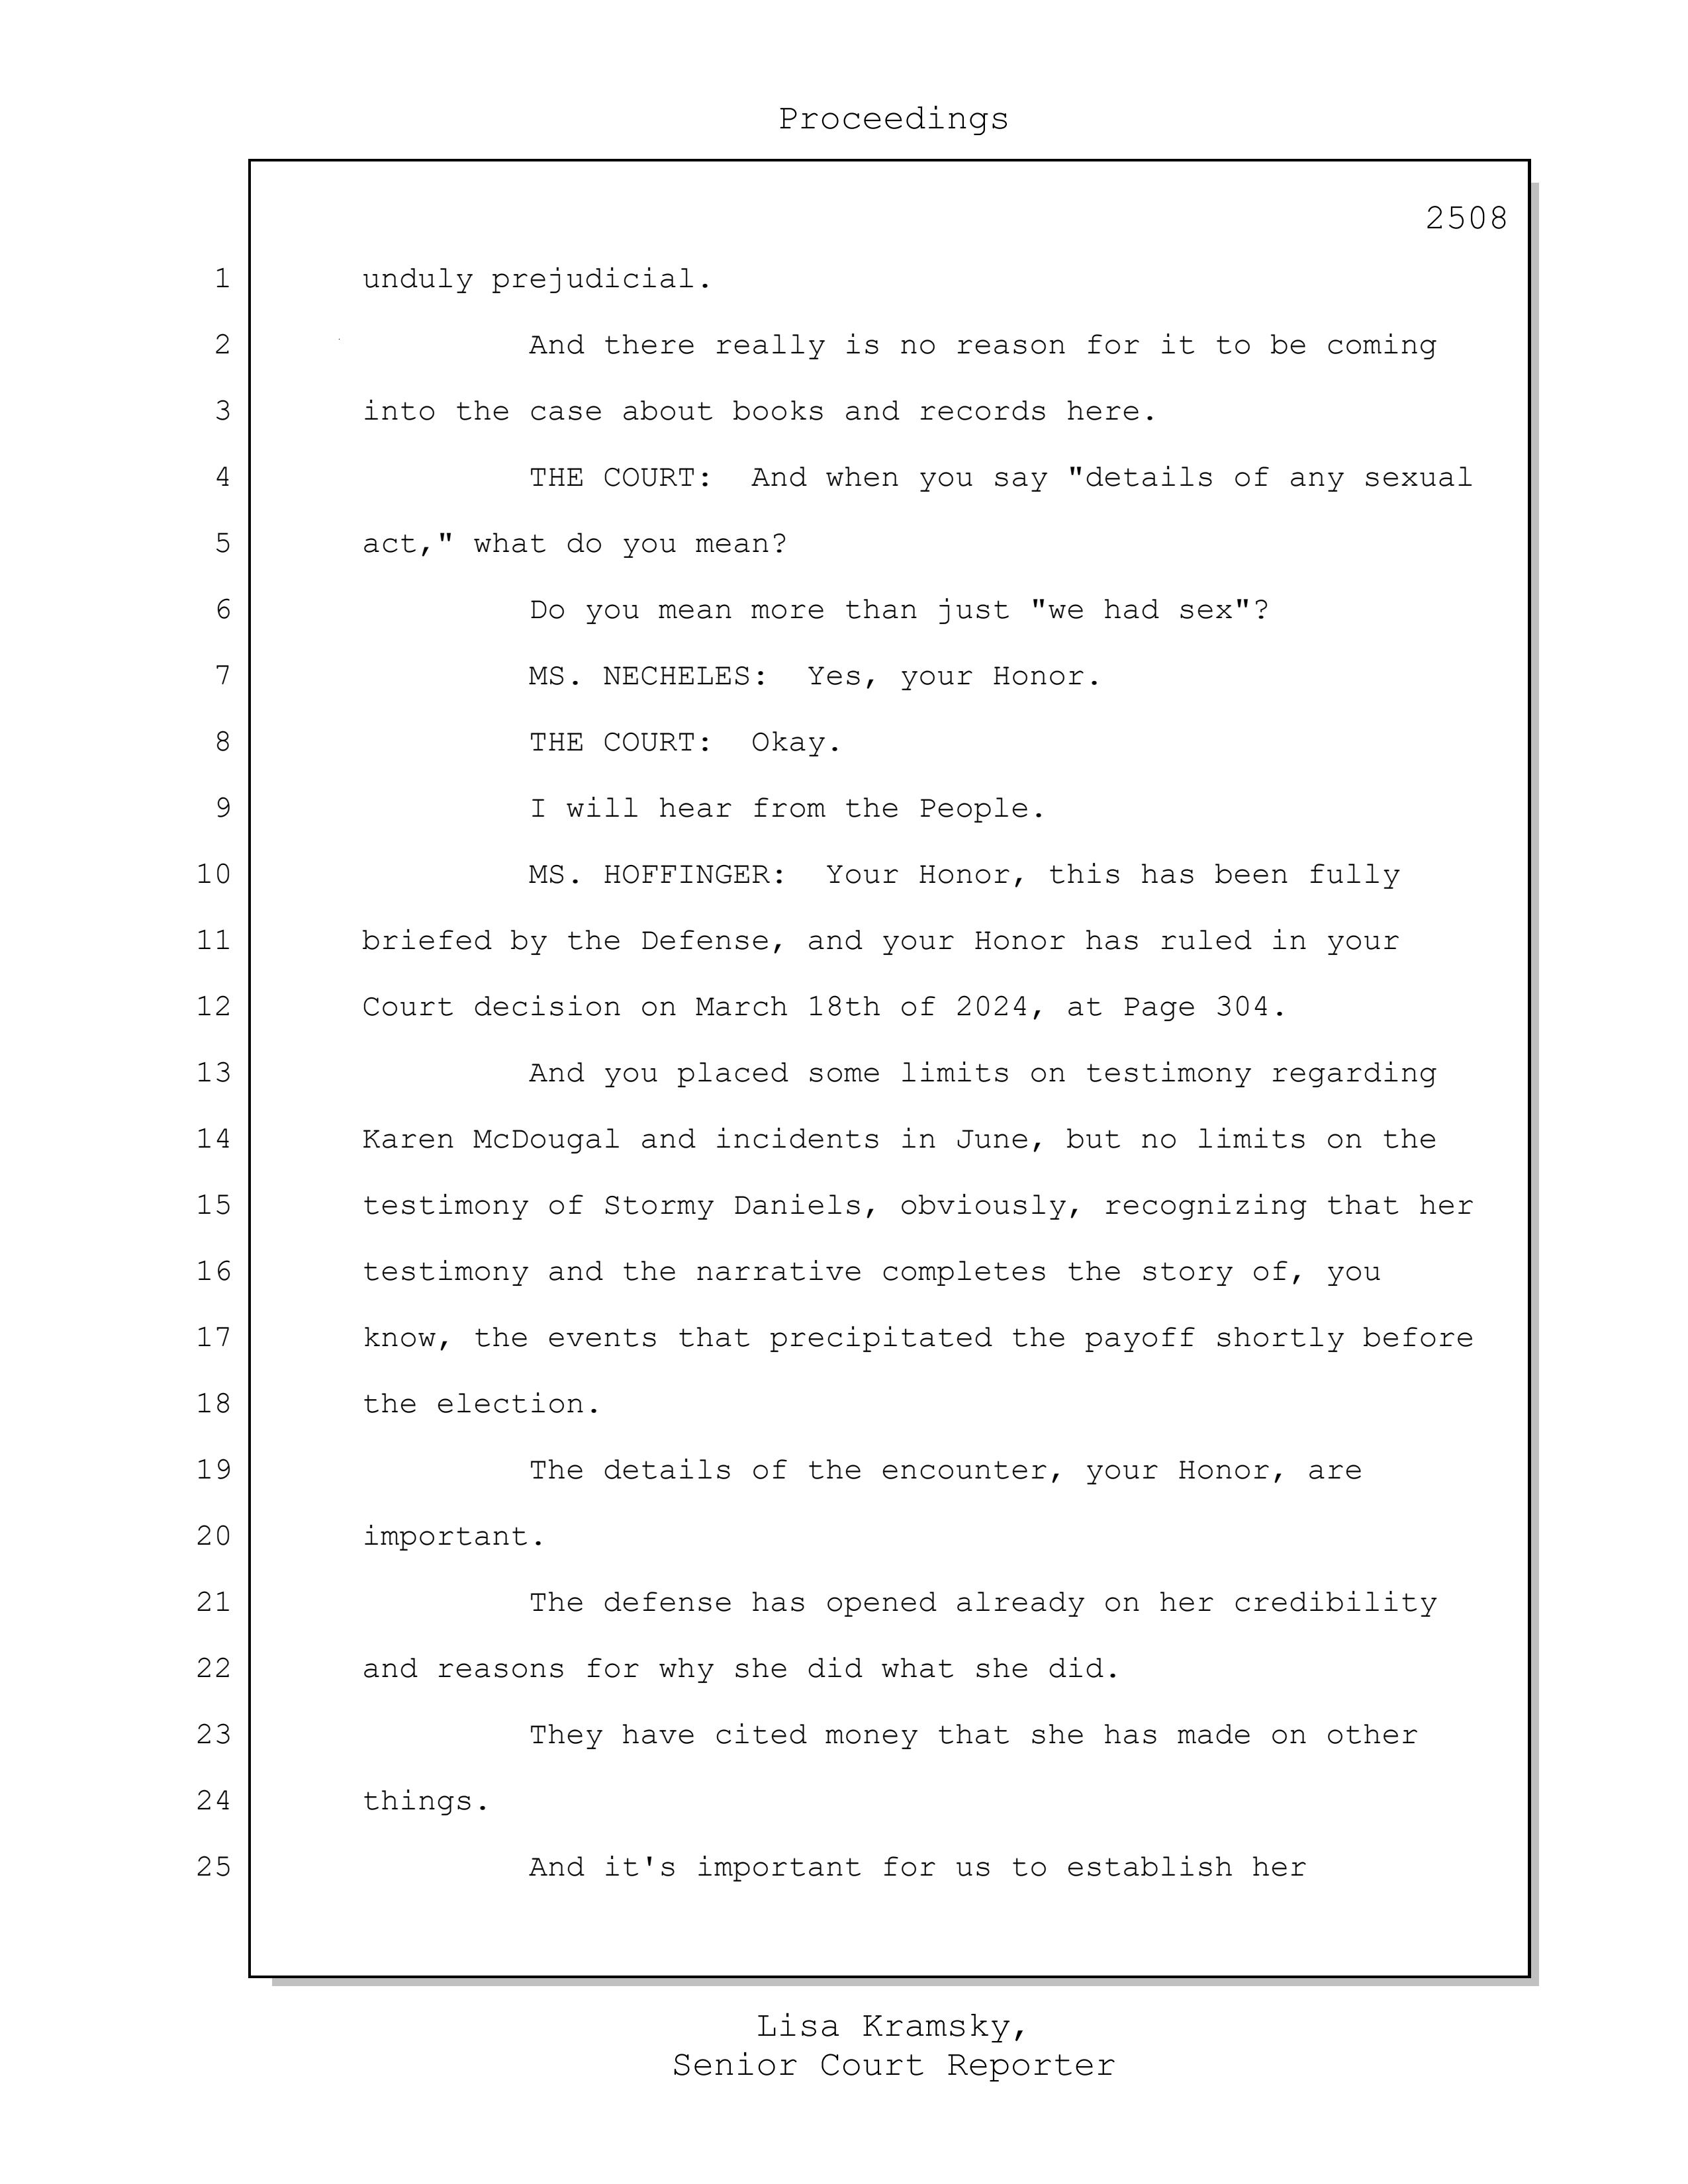 Proceedings
2508
1 unduly prejudicial.
2 And there really is no reason for it to be coming
3 into the case about books and records here.
4 THE COURT: And when you say "details of any sexual
5 act," what do you mean?
6 Do you mean more than just "we had sex"?
7 MS. NECHELES: Yes, your Honor.
8 THE COURT: Okay.
9 I will hear from the People.
10 MS. HOFFINGER: Your Honor, this has been fully
11 briefed by the Defense, and your Honor has ruled in your
12 Court decision on March 18th of 2024, at Page 304.
13 And you placed some limits on testimony regarding
14 Karen McDougal and incidents in June, but no limits on the
15 testimony of Stormy Daniels, obviously, recognizing that her
16 testimony and the narrative completes the story of, you
17 know, the events that precipitated the payoff shortly before
18 the election.
19 The details of the encounter, your Honor, are
20 important.
21 The defense has opened already on her credibility
22 and reasons for why she did what she did.
23 They have cited money that she has made on other
24 things.
25 And it's important for us to establish her
Lisa Kramsky,
Senior Court Reporter